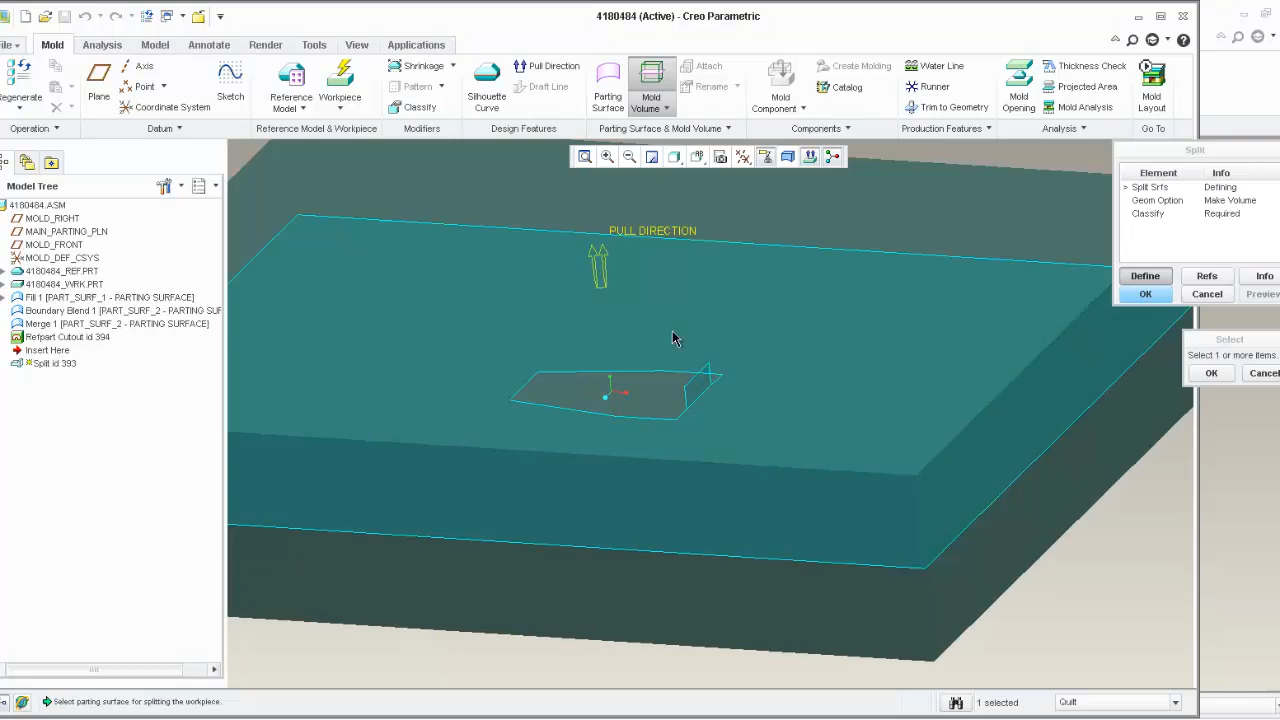 4180484 (Active) - Creo Parametric
File
Mold
Analysis
Model
Annotate
Render
Tools
View
Applications
Regenerate
Operation
Plane
Axis
Point
Coordinate System
Sketch
Datum
Reference Model
Workpiece
Reference Model & Workpiece
Shrinkage
Pattern
Classify
Modifiers
Silhouette Curve
Pull Direction
Draft Line
Design Features
Parting Surface
Mold Volume
Attach
Rename
Parting Surface & Mold Volume
Mold Component
Create Molding
Catalog
Components
Water Line
Runner
Trim to Geometry
Production Features
Mold Opening
Thickness Check
Projected Area
Mold Analysis
Analysis
Mold Layout
Go To
Model Tree
4180484.ASM
MOLD_RIGHT
MAIN_PARTING_PLN
MOLD_FRONT
MOLD_DEF_CSYS
4180484_REF.PRT
4180484_WRK.PRT
Fill 1 [PART_SURF_1 - PARTING SURFACE]
Boundary Blend 1 [PART_SURF_2 - PARTING SUF
Merge 1 [PART_SURF_2 - PARTING SURFACE]
Refpart Cutout id 394
Insert Here
Split id 393
PULL DIRECTION
Split
Element
Info
> Split Srfs
Defining
Geom Option
Make Volume
Classify
Required
Define
Refs
Info
OK
Cancel
Preview
Select
Select 1 or more items.
OK
Cancel
Select parting surface for splitting the workpiece.
1 selected
Quilt